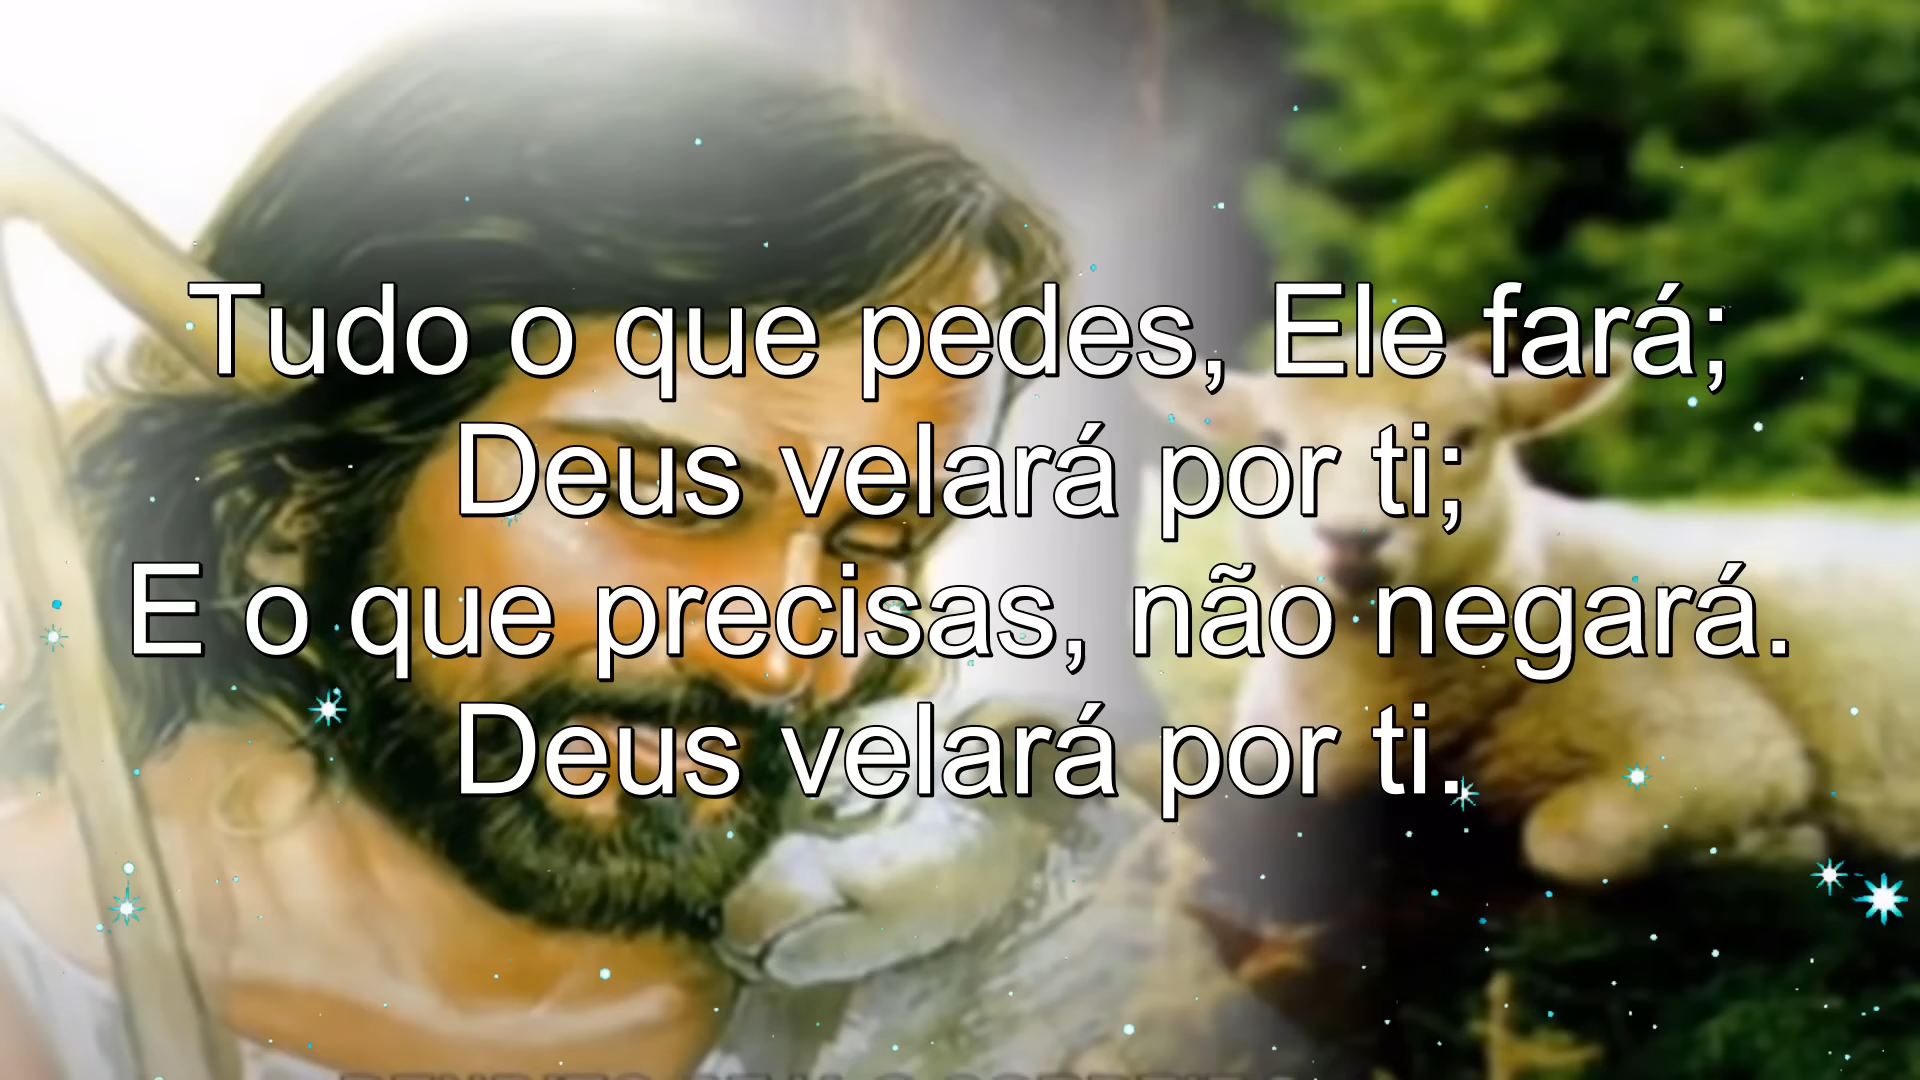 Tudo o que pedes, Ele fará;
Deus velará por ti;
E o que precisas, não negará.
Deus velará por ti.